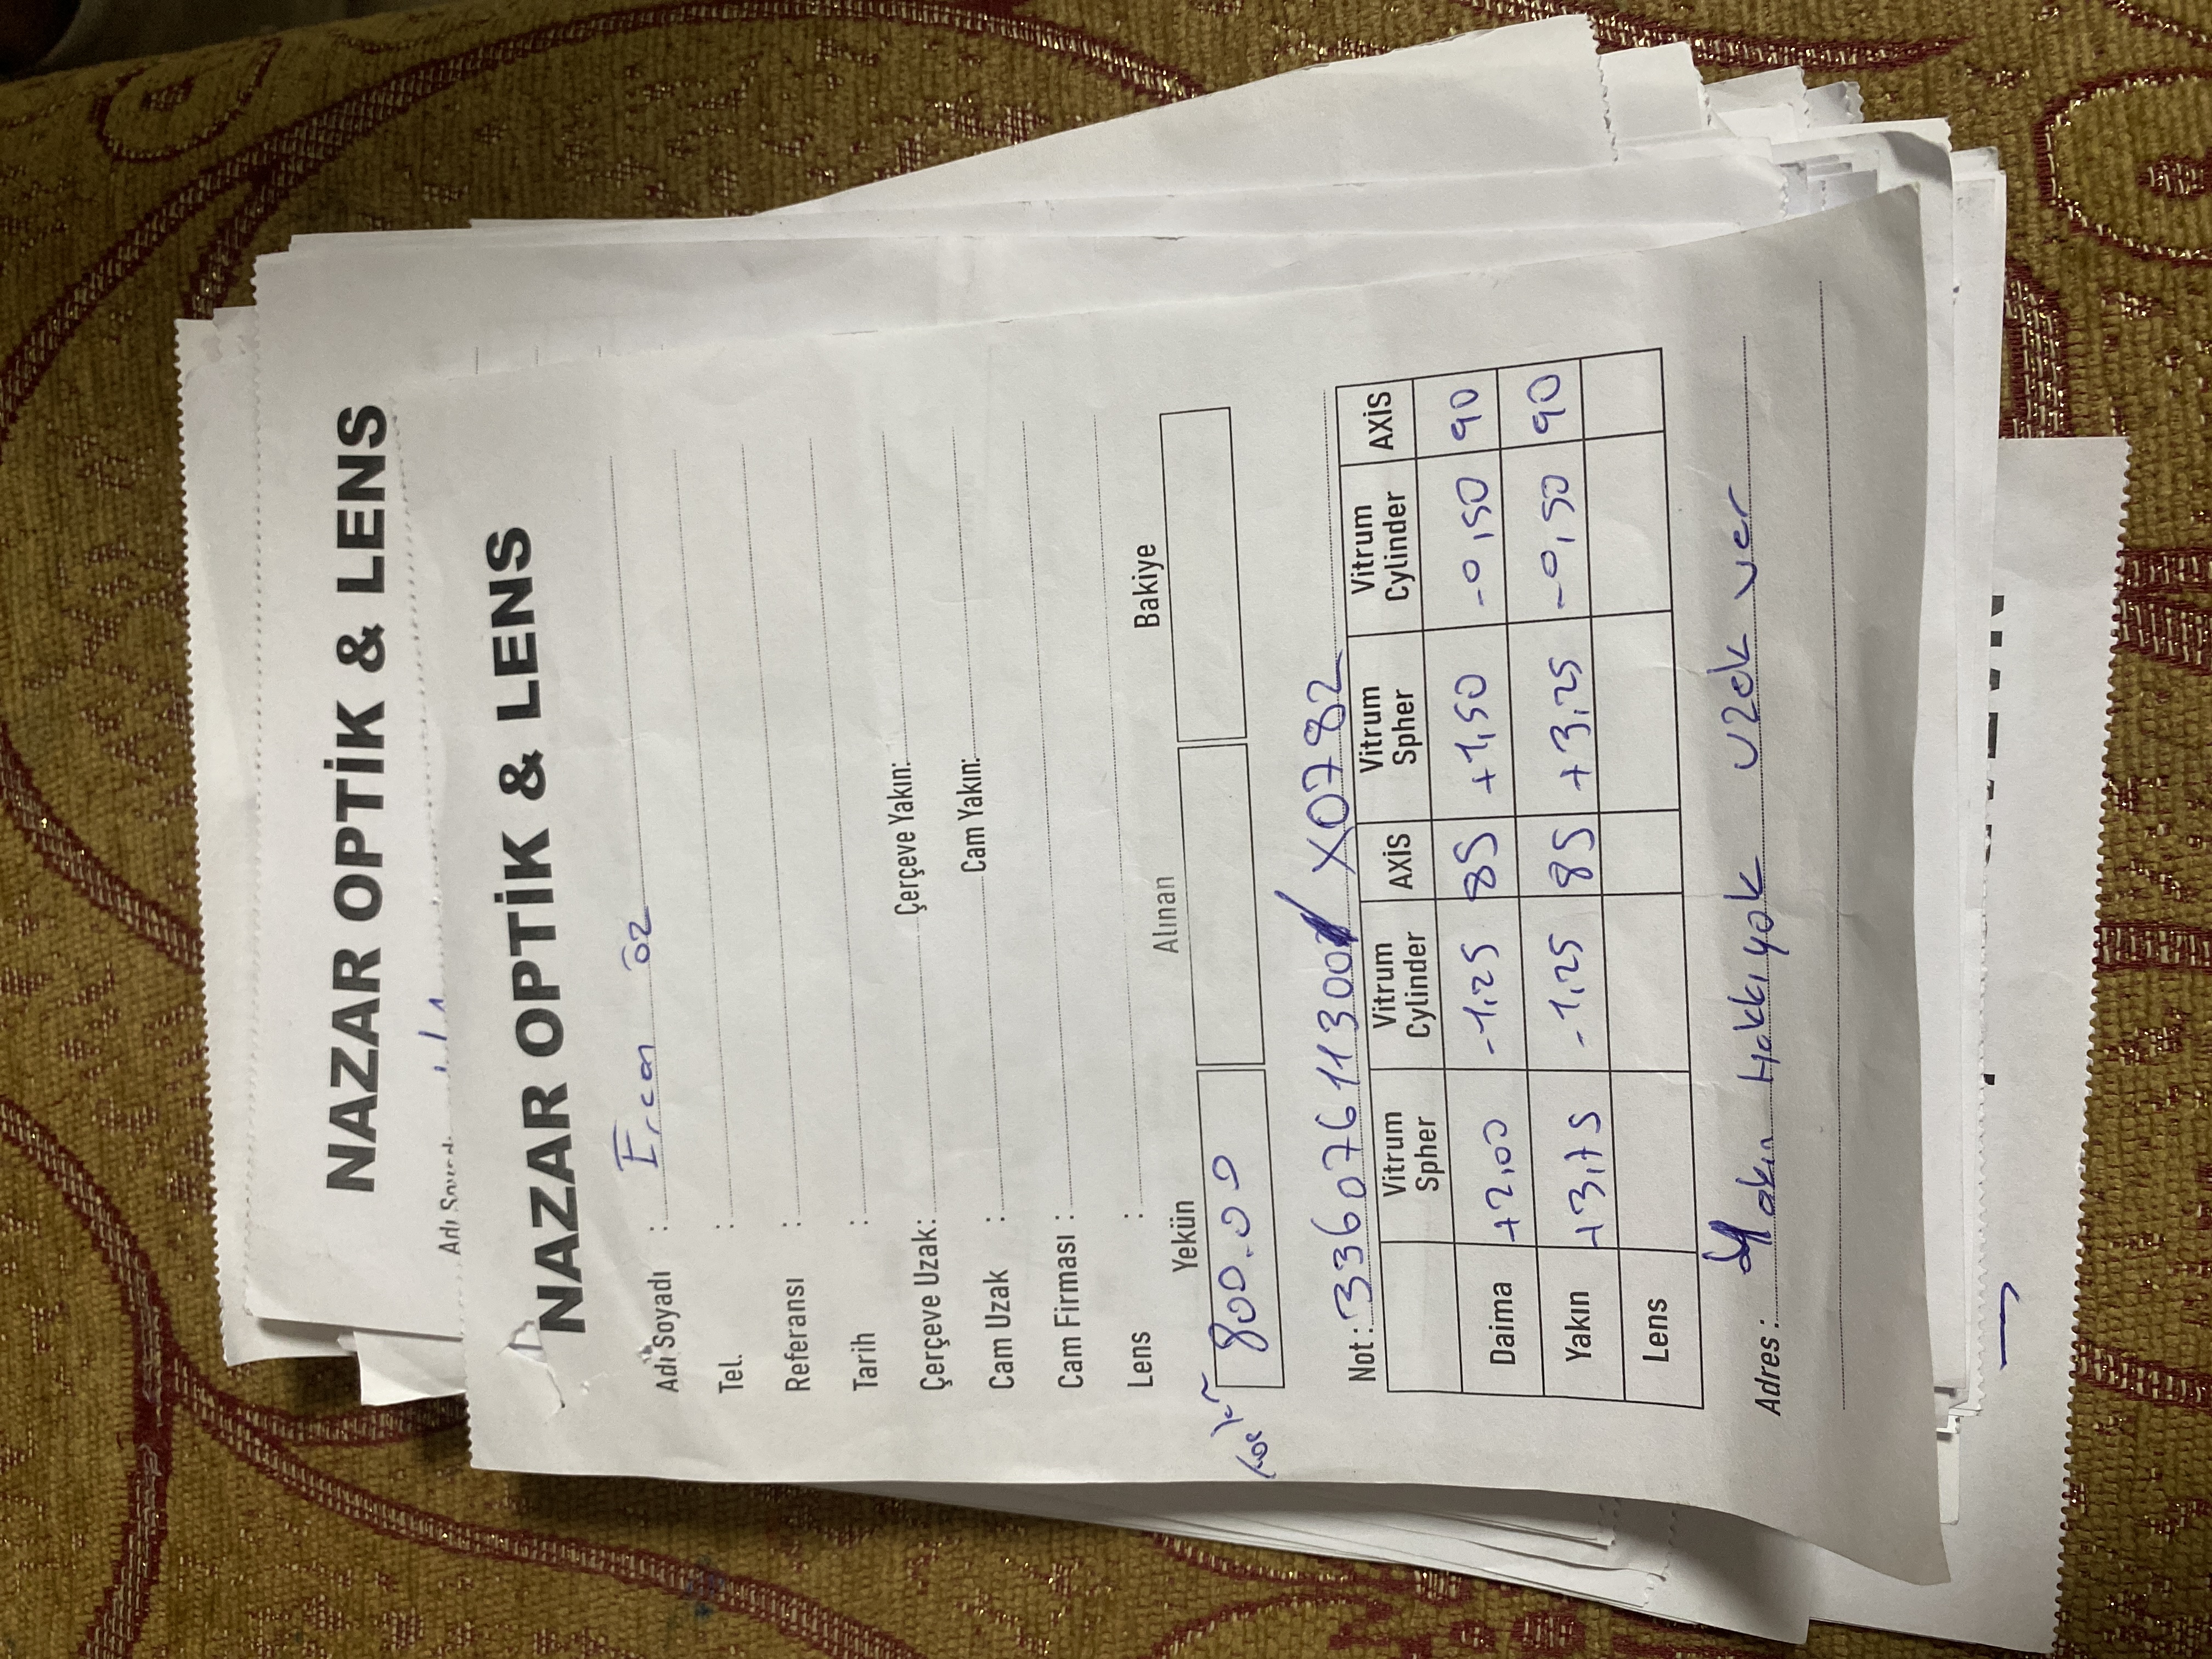 NAZAR OPTİK & LENS
Adı Soyadı
NAZAR OPTİK & LENS
Adı Soyadı : Ercan öz
Tel. :
Referansı :
Tarih :
Çerçeve Uzak: Çerçeve Yakın:
Cam Uzak : Cam Yakın:
Cam Firması :
Lens :
Yekün Alınan Bakiye
800.00
Not : 3360761130 X0782
Vitrum Spher Vitrum Cylinder AXİS Vitrum Spher Vitrum Cylinder AXİS
Daima +2,00 -1,25 85 +1,50 -0,50 90
Yakın +3,75 -1,25 85 +3,25 -0,50 90
Lens
Adres : Yakın Hakkı yok uzak ver